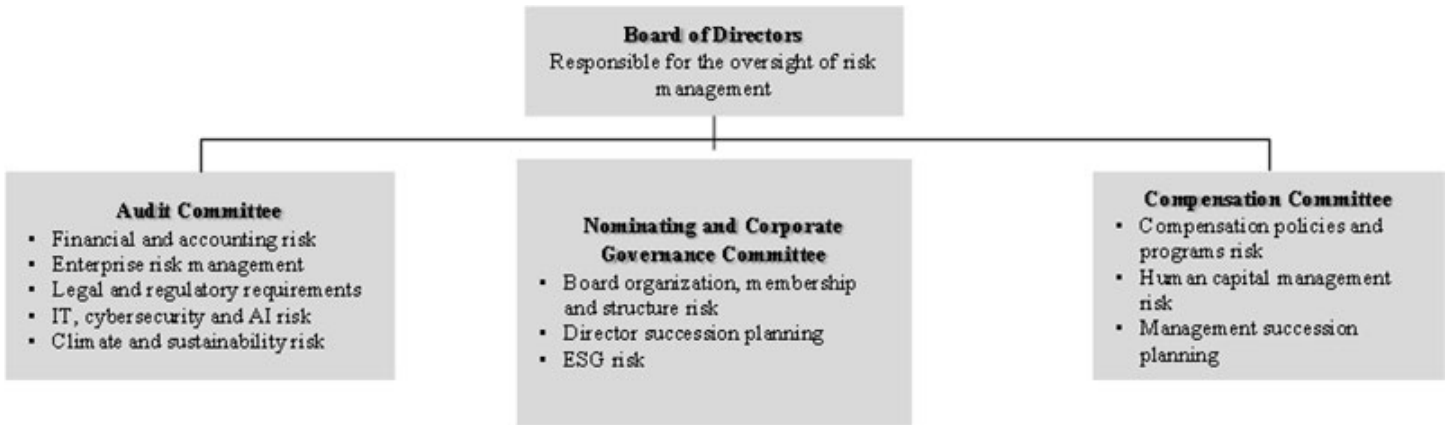 Board of Directors
Responsible for the oversight of risk
management
Audit Committee
▪ Financial and accounting risk
▪ Enterprise risk management
▪ Legal and regulatory requirements
▪ IT, cybersecurity and AI risk
▪ Climate and sustainability risk
Nominating and Corporate
Governance Committee
▪ Board organization, membership
and structure risk
▪ Director succession planning
▪ ESG risk
Compensation Committee
▪ Compensation policies and
programs risk
▪ Human capital management
risk
▪ Management succession
planning